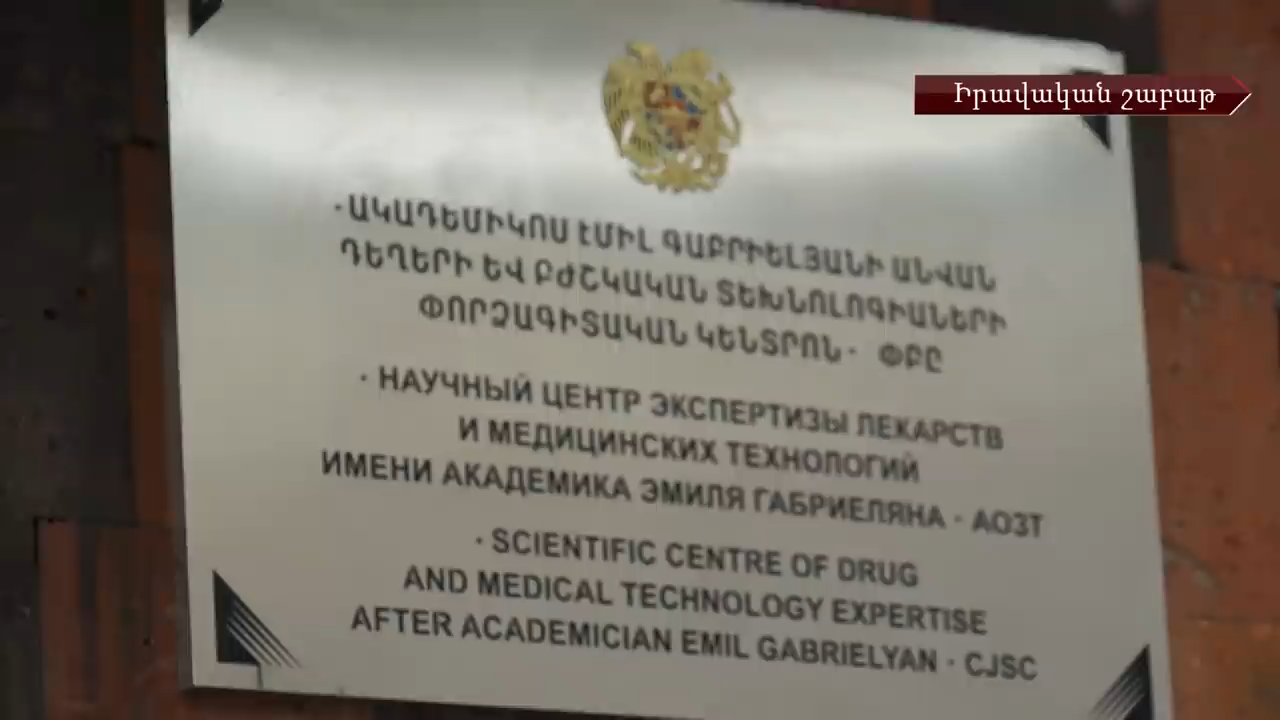 Իրավական շաբաթ
· ԱԿԱԴԵՄԻԿՈՍ ԷՄԻԼ ԳԱԲՐԻԵԼՅԱՆԻ ԱՆՎԱՆ
ԴԵՂԵՐԻ ԵՎ ԲԺՇԿԱԿԱՆ ՏԵԽՆՈԼՈԳԻԱՆԵՐԻ
ՓՈՐՁԱԳԻՏԱԿԱՆ ԿԵՆՏՐՈՆ · ՓԲԸ
· НАУЧНЫЙ ЦЕНТР ЭКСПЕРТИЗЫ ЛЕКАРСТВ
И МЕДИЦИНСКИХ ТЕХНОЛОГИЙ
ИМЕНИ АКАДЕМИКА ЭМИЛЯ ГАБРИЕЛЯНА · АОЗТ
· SCIENTIFIC CENTRE OF DRUG
AND MEDICAL TECHNOLOGY EXPERTISE
AFTER ACADEMICIAN EMIL GABRIELYAN · CJSC